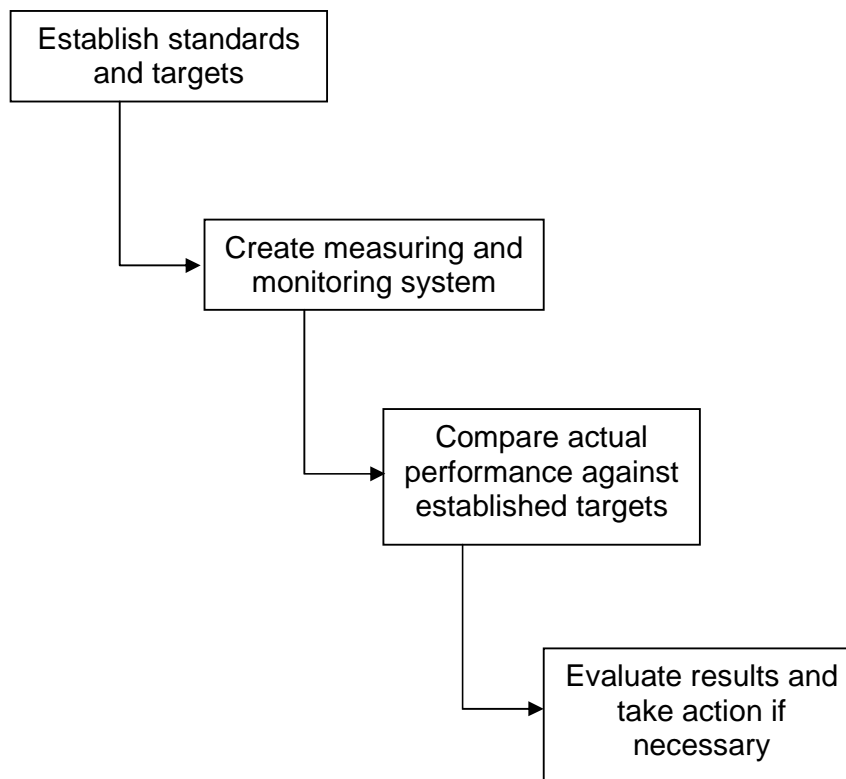 Establish standards
and targets
Create measuring and
monitoring system
Compare actual
performance against
established targets
Evaluate results and
take action if
necessary